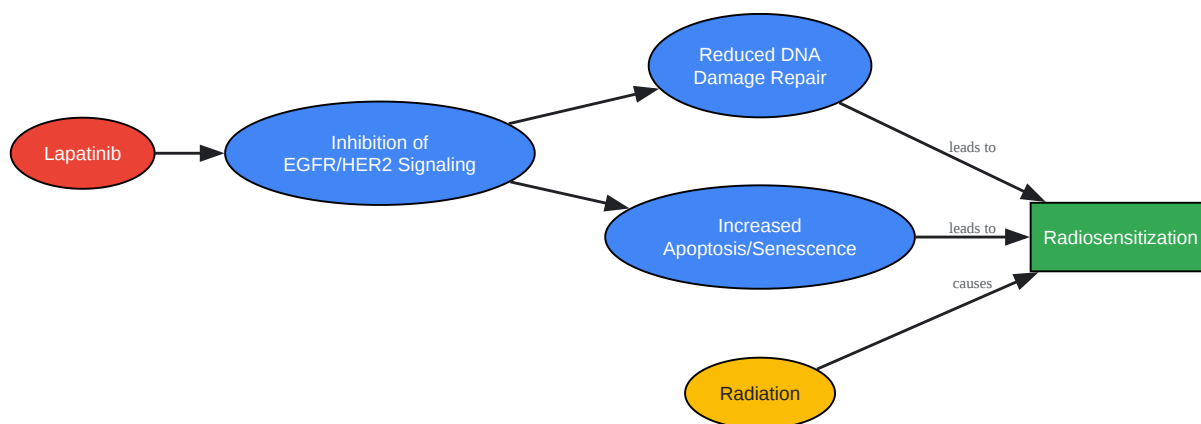 Lapatinib
Inhibition of
EGFR/HER2 Signaling
Reduced DNA
Damage Repair
Increased
Apoptosis/Senescence
Radiation
leads to
leads to
causes
Radiosensitization